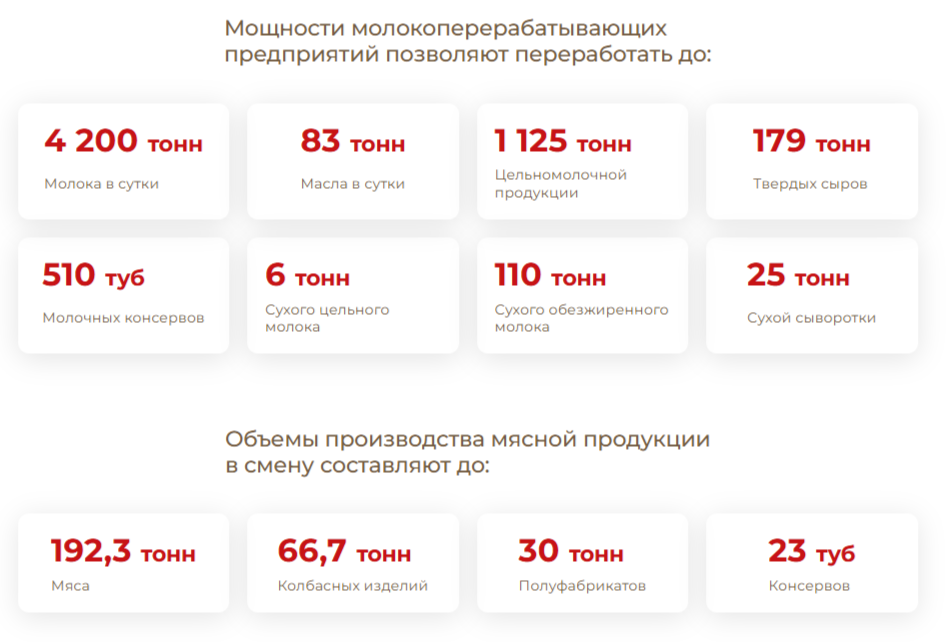 Мощности молокоперерабатывающих
предприятий позволяют переработать до:
4 200 тонн
Молока в сутки
83 тонн
Масла в сутки
1 125 тонн
Цельномолочной
продукции
179 тонн
Твердых сыров
510 туб
Молочных консервов
6 тонн
Сухого цельного
молока
110 тонн
Сухого обезжиренного
молока
25 тонн
Сухой сыворотки
Объемы производства мясной продукции
в смену составляют до:
192,3 тонн
Мяса
66,7 тонн
Колбасных изделий
30 тонн
Полуфабрикатов
23 туб
Консервов